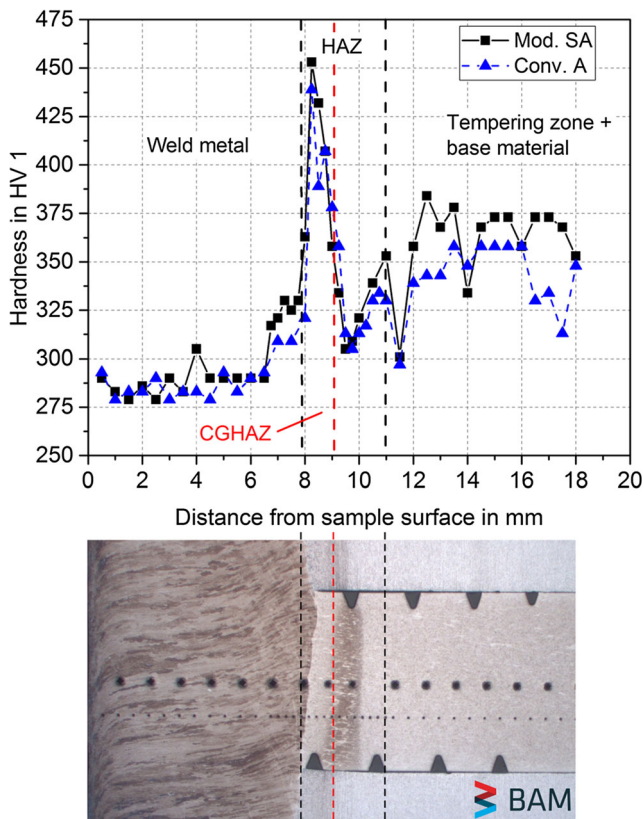 475
450
425
400
375
350
325
300
275
250
Hardness in HV 1
HAZ
Mod. SA
Conv. A
Weld metal
Tempering zone +
base material
CGHAZ
0 2 4 6 8 10 12 14 16 18 20
Distance from sample surface in mm
BAM